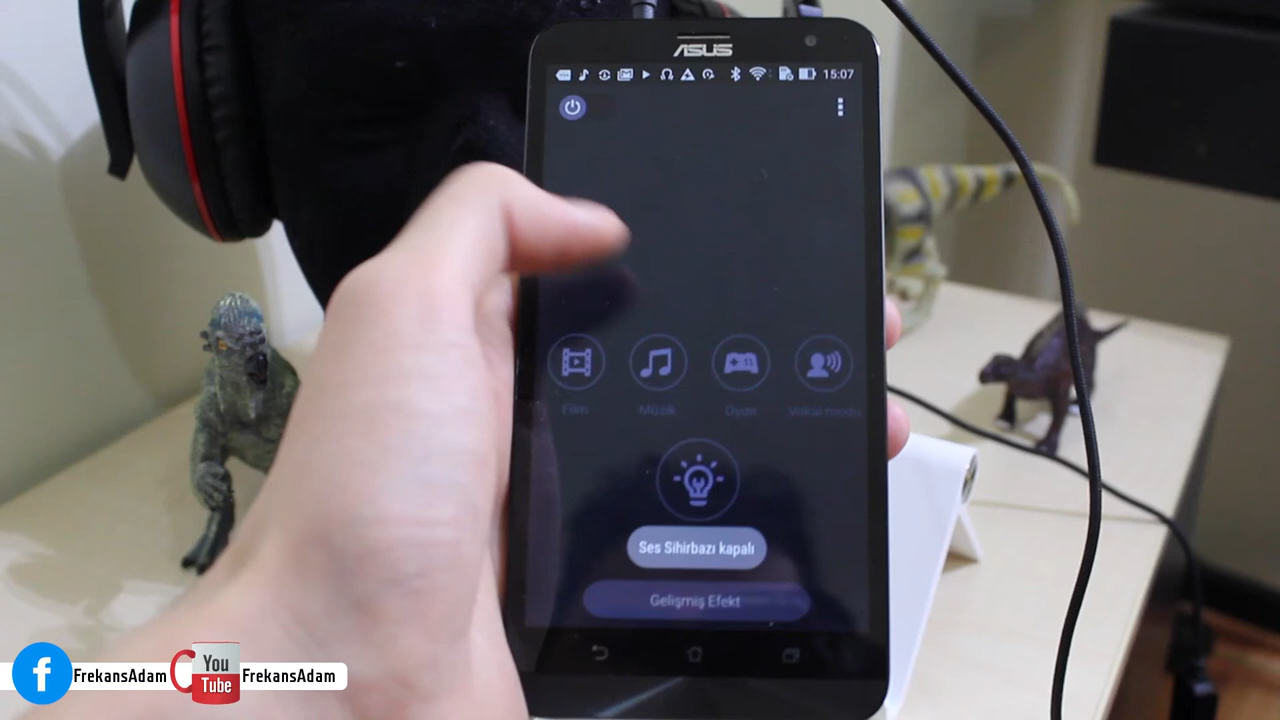 ASUS
15:07
Film
Müzik
Oyun
Vokal modu
Ses Sihirbazı kapalı
Gelişmiş Efekt
FrekansAdam
You
Tube
FrekansAdam